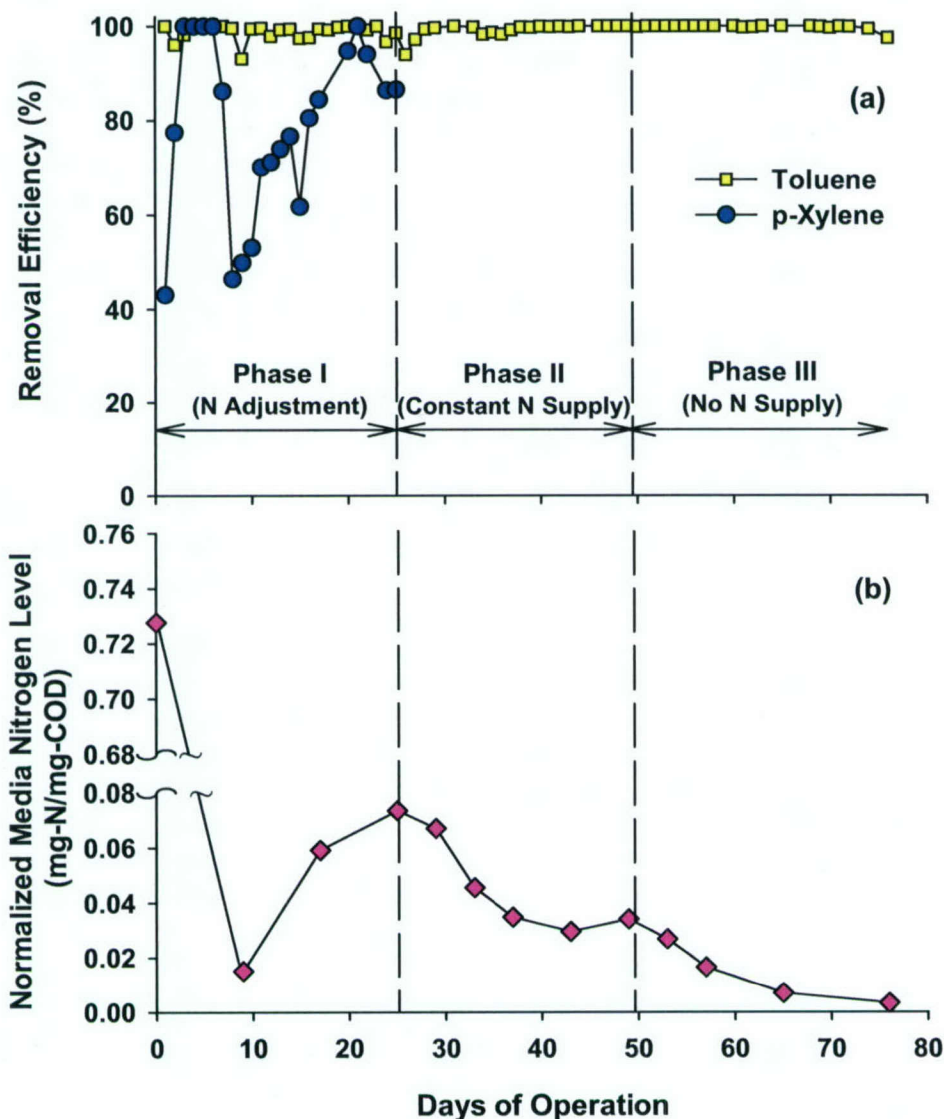 Removal Efficiency (%)
100
80
60
40
20
0
(a)
Toluene
p-Xylene
Phase I
(N Adjustment)
Phase II
(Constant N Supply)
Phase III
(No N Supply)
Normalized Media Nitrogen Level
(mg-N/mg-COD)
0.76
0.74
0.72
0.70
0.68
0.08
0.06
0.04
0.02
0.00
(b)
0 10 20 30 40 50 60 70 80
Days of Operation